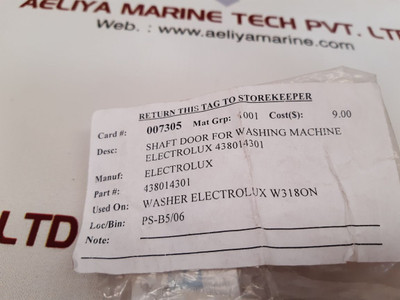 AELIYA MARINE TECH PVT. LT
Web. : www.aeliyamarine.com
RETURN THIS TAG TO STOREKEEPER
Card #: 007305 Mat Grp: 4001 Cost($): 9.00
Desc: SHAFT DOOR FOR WASHING MACHINE
ELECTROLUX 438014301
Manuf: ELECTROLUX
Part #: 438014301
Used On: WASHER ELECTROLUX W318ON
Loc/Bin: PS-B5/06
Note:
LTD